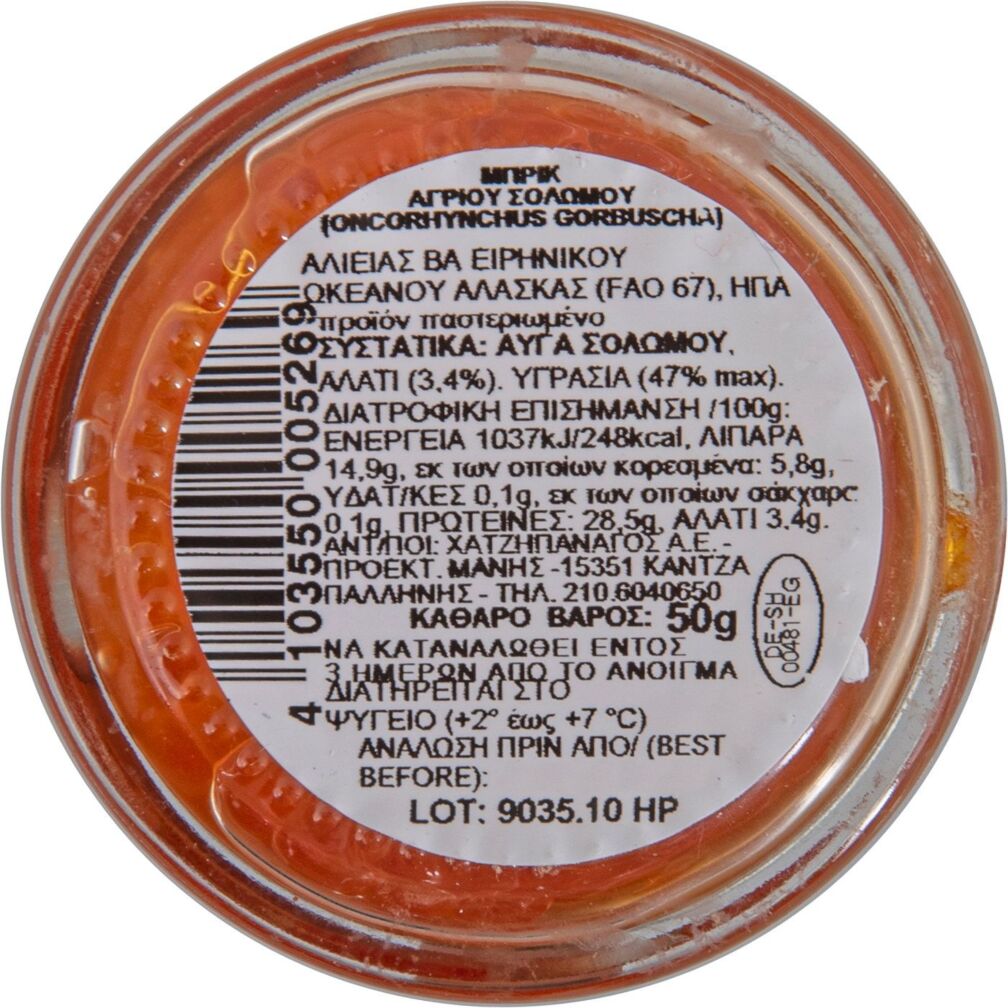 ΜΠΡΙΚ
ΑΓΡΙΟΥ ΣΟΛΩΜΟΥ
(ONCORHYNCHUS GORBUSCHA)
ΑΛΙΕΙΑΣ ΒΑ ΕΙΡΗΝΙΚΟΥ
ΩΚΕΑΝΟΥ ΑΛΑΣΚΑΣ (FAO 67), ΗΠΑ
προϊόν παστεριωμένο
ΣΥΣΤΑΤΙΚΑ: ΑΥΓΑ ΣΟΛΩΜΟΥ,
ΑΛΑΤΙ (3,4%). ΥΓΡΑΣΙΑ (47% max).
ΔΙΑΤΡΟΦΙΚΗ ΕΠΙΣΗΜΑΝΣΗ /100g:
ΕΝΕΡΓΕΙΑ 1037kJ/248kcal, ΛΙΠΑΡΑ
14,9g, εκ των οποίων κορεσμένα: 5,8g,
ΥΔΑΤ/ΚΕΣ 0,1g, εκ των οποίων σάκχαρα
0,1g, ΠΡΩΤΕΙΝΕΣ: 28,5g, ΑΛΑΤΙ 3.4g.
ΑΝΤ/ΠΟΙ: ΧΑΤΖΗΠΑΝΑΓΟΣ Α.Ε. -
ΠΡΟΕΚΤ. ΜΑΝΗΣ -15351 ΚΑΝΤΖΑ
ΠΑΛΛΗΝΗΣ - ΤΗΛ. 210.6040650
ΚΑΘΑΡΟ ΒΑΡΟΣ: 50g
ΝΑ ΚΑΤΑΝΑΛΩΘΕΙ ΕΝΤΟΣ
3 ΗΜΕΡΩΝ ΑΠΟ ΤΟ ΑΝΟΙΓΜΑ
ΔΙΑΤΗΡΕΙΤΑΙ ΣΤΟ
ΨΥΓΕΙΟ (+2° έως +7 °C)
ΑΝΑΛΩΣΗ ΠΡΙΝ ΑΠΟ/ (BEST
BEFORE):
LOT: 9035.10 HP
4 103550 005269
DE-SH
00481-EG